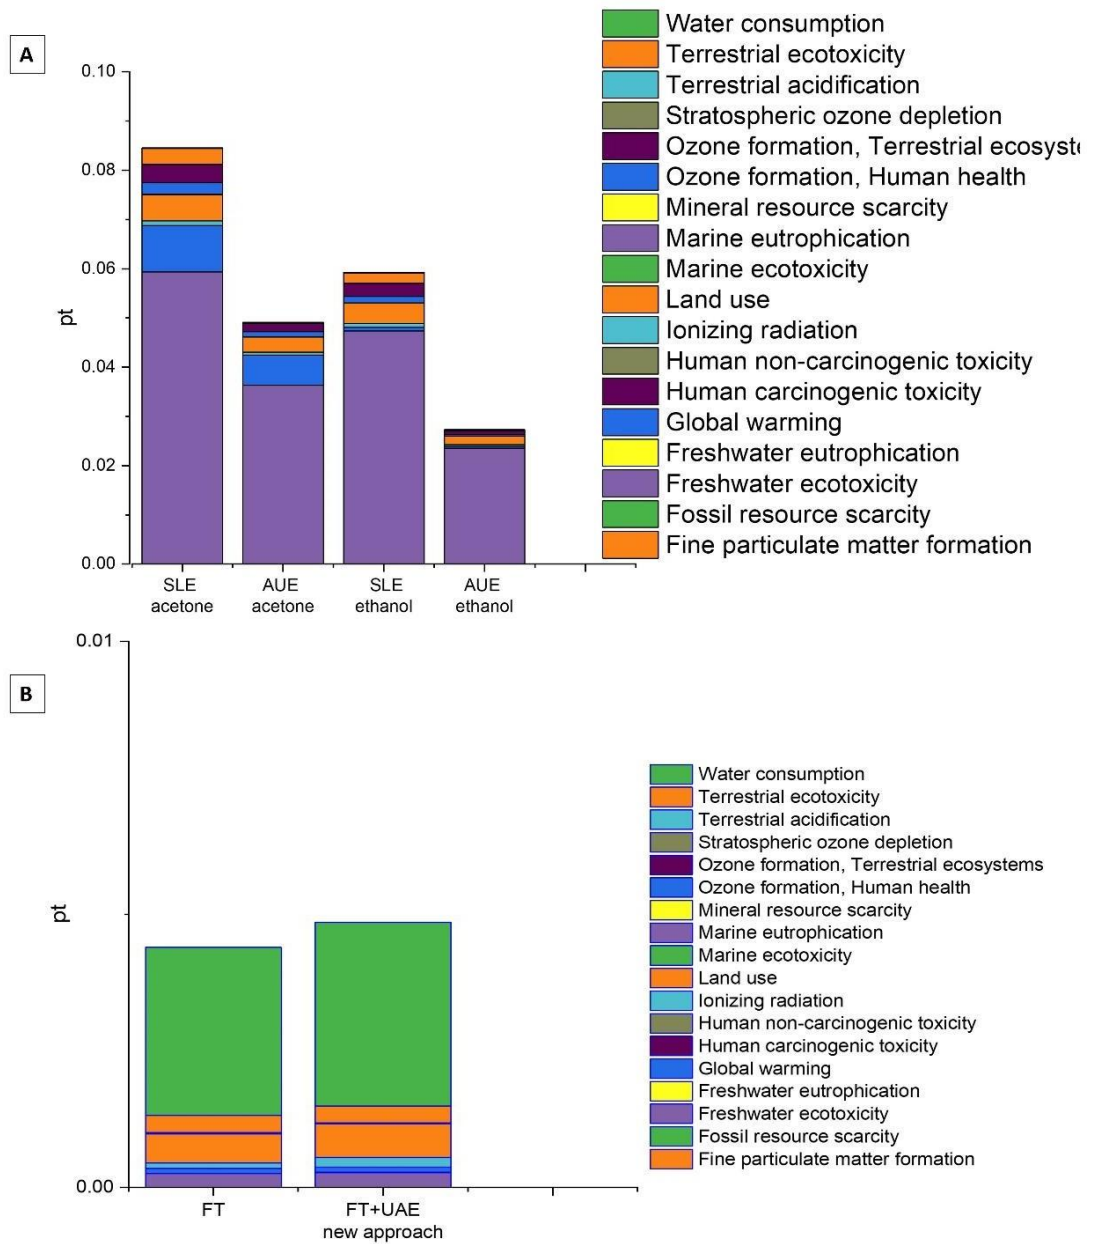 A
pt
0.10
0.08
0.06
0.04
0.02
0.00
SLE
acetone
AUE
acetone
SLE
ethanol
AUE
ethanol
Water consumption
Terrestrial ecotoxicity
Terrestrial acidification
Stratospheric ozone depletion
Ozone formation, Terrestrial ecosyste
Ozone formation, Human health
Mineral resource scarcity
Marine eutrophication
Marine ecotoxicity
Land use
Ionizing radiation
Human non-carcinogenic toxicity
Human carcinogenic toxicity
Global warming
Freshwater eutrophication
Freshwater ecotoxicity
Fossil resource scarcity
Fine particulate matter formation
B
pt
0.01
0.00
FT
FT+UAE
new approach
Water consumption
Terrestrial ecotoxicity
Terrestrial acidification
Stratospheric ozone depletion
Ozone formation, Terrestrial ecosystems
Ozone formation, Human health
Mineral resource scarcity
Marine eutrophication
Marine ecotoxicity
Land use
Ionizing radiation
Human non-carcinogenic toxicity
Human carcinogenic toxicity
Global warming
Freshwater eutrophication
Freshwater ecotoxicity
Fossil resource scarcity
Fine particulate matter formation